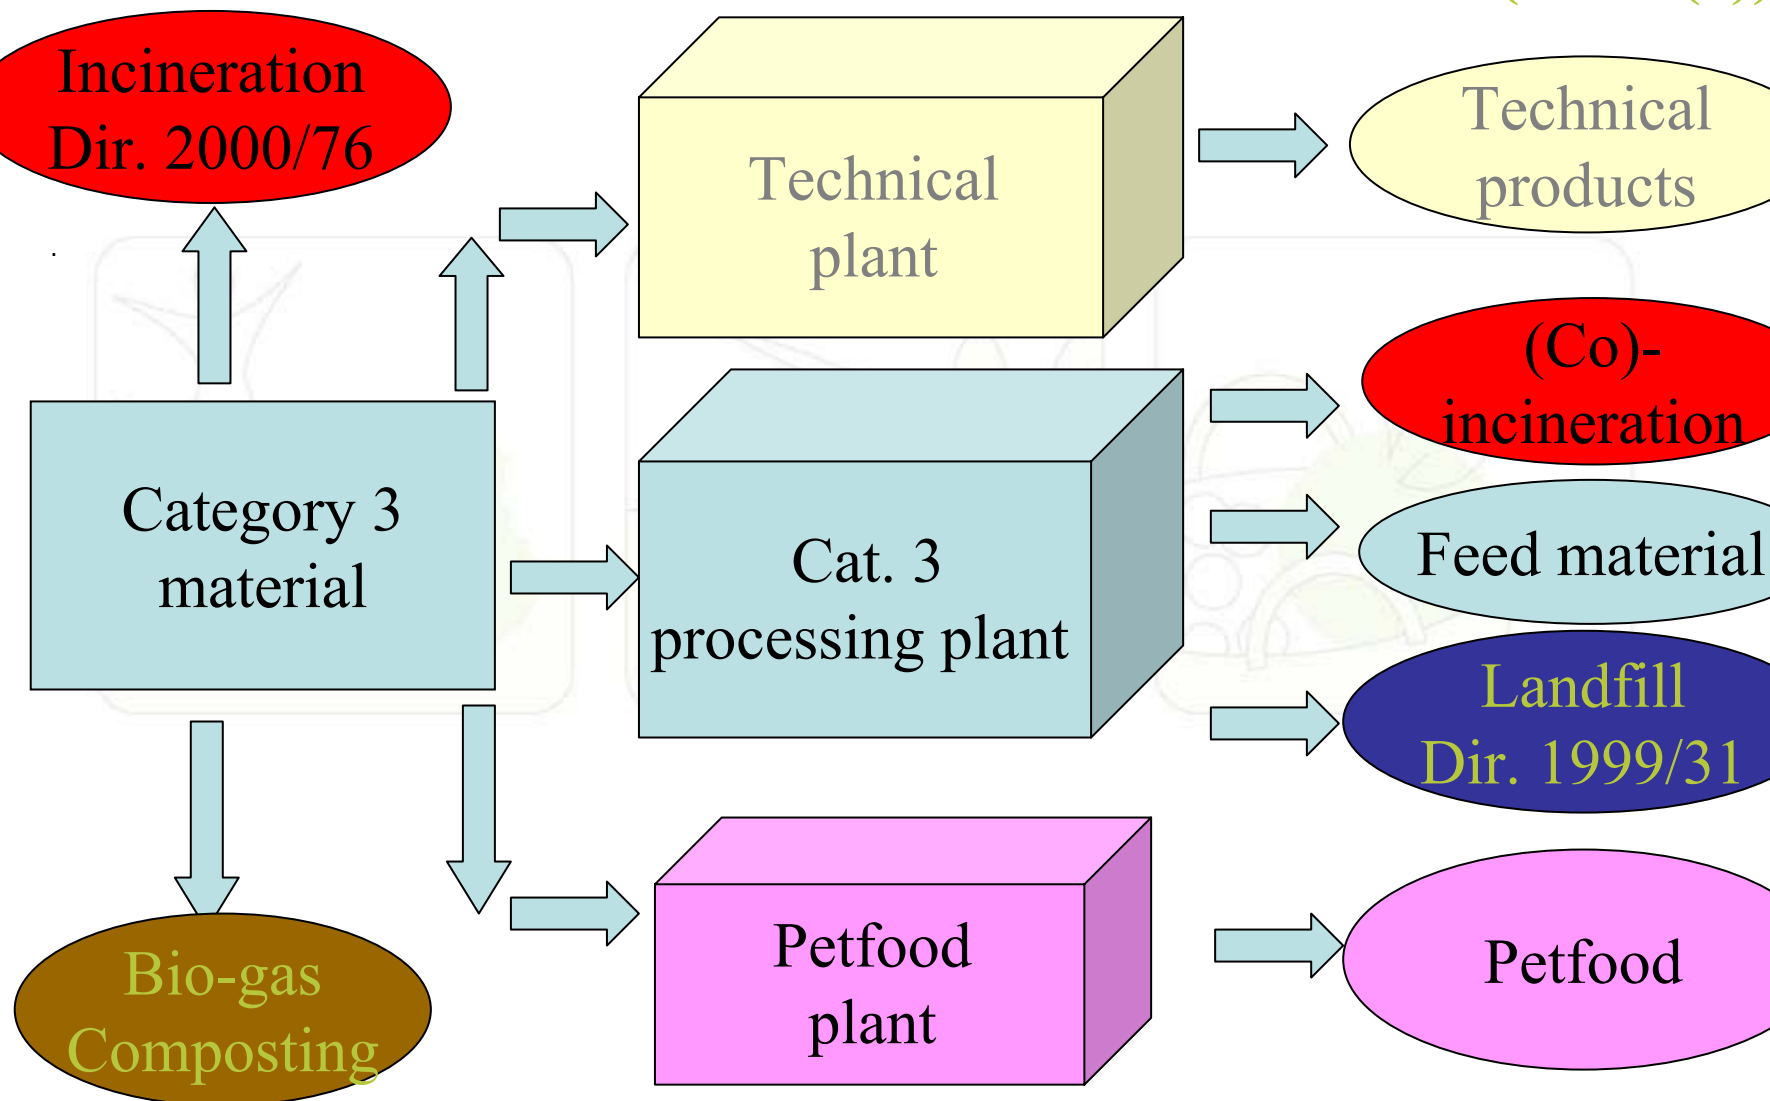 Incineration
Dir. 2000/76
Technical
plant
Technical
products
(Co)-
incineration
Category 3
material
Cat. 3
processing plant
Feed material
Landfill
Dir. 1999/31
Bio-gas
Composting
Petfood
plant
Petfood